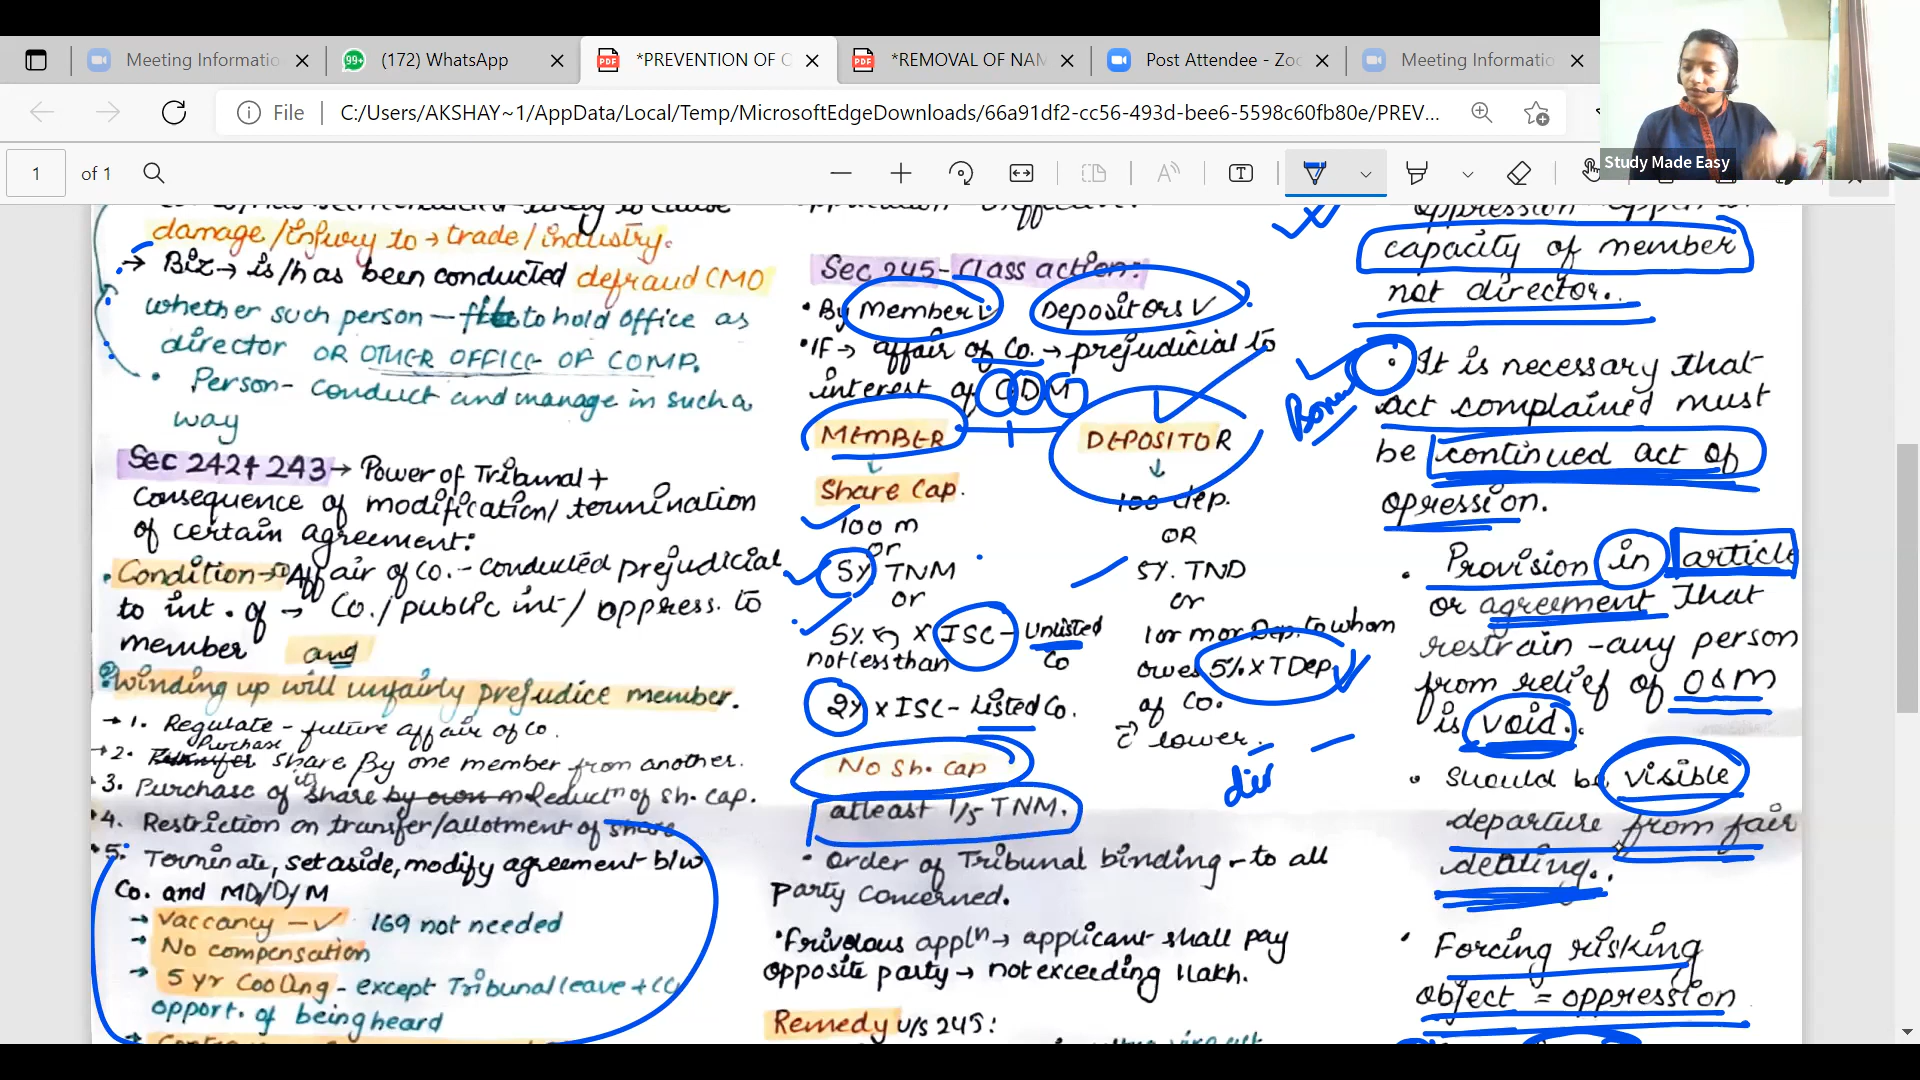 Meeting Informatio
(172) WhatsApp
*PREVENTION OF O
*REMOVAL OF NAM
Post Attendee - Zoo
Meeting Informatio
File
C:/Users/AKSHAY~1/AppData/Local/Temp/MicrosoftEdgeDownloads/66a91df2-cc56-493d-bee6-5598c60fb80e/PREV...
Study Made Easy
1
of 1
damage/injury to → trade/industry.
→ Biz → is/has been conducted defraud CMO
whether such person — to hold office as
director OR OTHER OFFICE OF COMP.
• Person - conduct and manage in such a
way
Sec 242+243 → Power of Tribunal +
Consequence of modification/termination
of certain agreement:
• Condition → ① Affair of Co. - conducted prejudicial
to int. of → Co./public int/oppress. to
member and
② Winding up will unfairly prejudice member.
→ 1. Regulate - future affair of Co.
→ 2. Purchase share By one member from another.
3. Purchase of its share Reductn of sh. cap.
4. Restriction on transfer/allotment of share
5. Terminate, set aside, modify agreement b/w
Co. and MD/D/M
→ Vaccancy — ✓ 169 not needed
→ No compensation
→ 5 yr Cooling - except Tribunal leave + CG
opport. of being heard
Sec 245 - Class action:
• By Member ✓ Depositors ✓
• IF → affair of Co. → prejudicial to
interest of C D M
MEMBER
↓
Share Cap.
100 m
or
5% TNM
or
5% X ISC - Unlisted
not less than Co
2% X ISC - Listed Co.
No sh. cap
atleast 1/5 TNM.
DEPOSITOR
↓
100 dep.
OR
5% TND
or
1 or mor Dep. to whom
owes 5% X T Dep.
of Co.
lower.
• Order of Tribunal binding - to all
Party Concerned.
• Frivolous appln → applicant shall pay
opposite party → not exceeding 1 lakh.
Remedy u/s 245:
capacity of member
not director.
• It is necessary that
act complained must
be continued act of
opression.
• Provision in article
or agreement that
restrain - any person
from relief of O&M
is void.
• Should be visible
departure from fair
dealing.
• Forcing risking
object = oppression